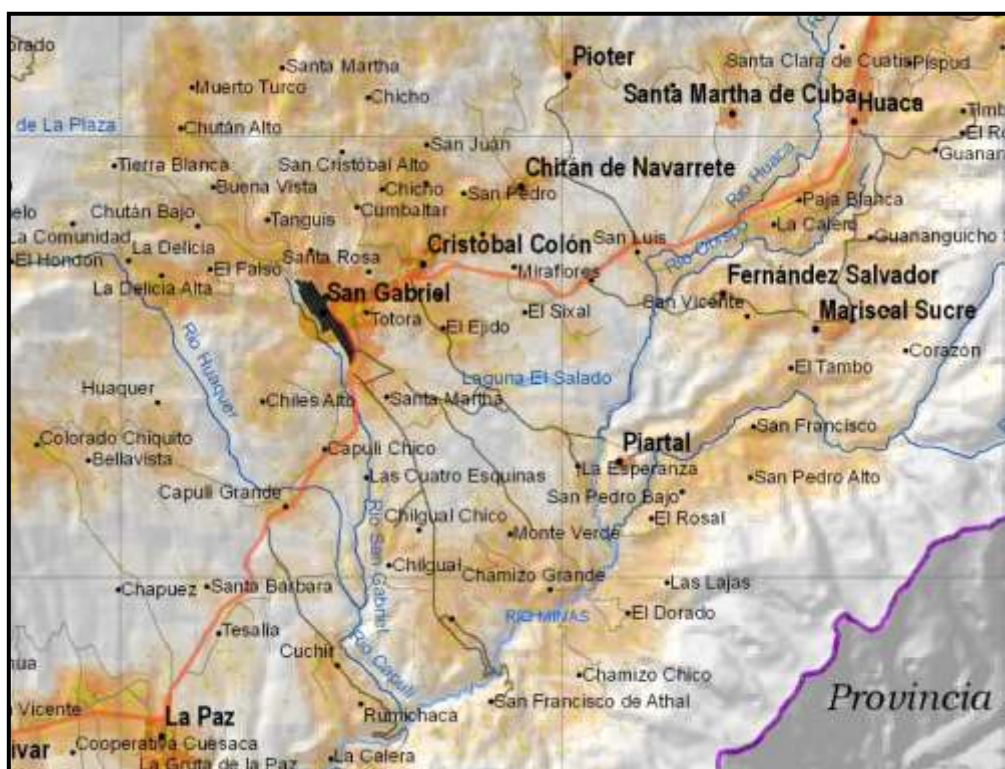 Pioter
Santa Clara de Cuatis
Pispud
Santa Martha
Muerto Turco
Chicho
Santa Martha de Cuba
Huaca
de La Plaza
Chután Alto
San Juán
Tierra Blanca
San Cristóbal Alto
Chitán de Navarrete
Río Huaca
Buena Vista
Chicho
San Pedro
Paja Blanca
Chután Bajo
Tanguis
Cumbaltar
La Calera
La Comunidad
La Delicia
Cristóbal Colón
San Luis
Río Obispo
Guananguicho
El Hondón
El Falso
Santa Rosa
Miraflores
Fernández Salvador
La Delicia Alta
San Gabriel
San Vicente
Mariscal Sucre
Totora
El Ejido
El Sixal
Río Huaquer
El Tambo
Corazón
Laguna El Salado
Huaquer
Chiles Alto
Santa Martha
Colorado Chiquito
Bellavista
Capulí Chico
Piartal
San Francisco
Las Cuatro Esquinas
La Esperanza
San Pedro Alto
Capulí Grande
San Pedro Bajo
Chilgual Chico
El Rosal
Monte Verde
Río San Gabriel
Chilgual
Chamizo Grande
Las Lajas
Chapuez
Santa Bárbara
RÍO MINAS
El Dorado
Tesalia
Cuchir
Río Capulí
Chamizo Chico
Provincia
San Francisco de Athal
Vicente
La Paz
Rumichaca
ivar
Cooperativa Cuesaca
La Gruta de la Paz
La Calera